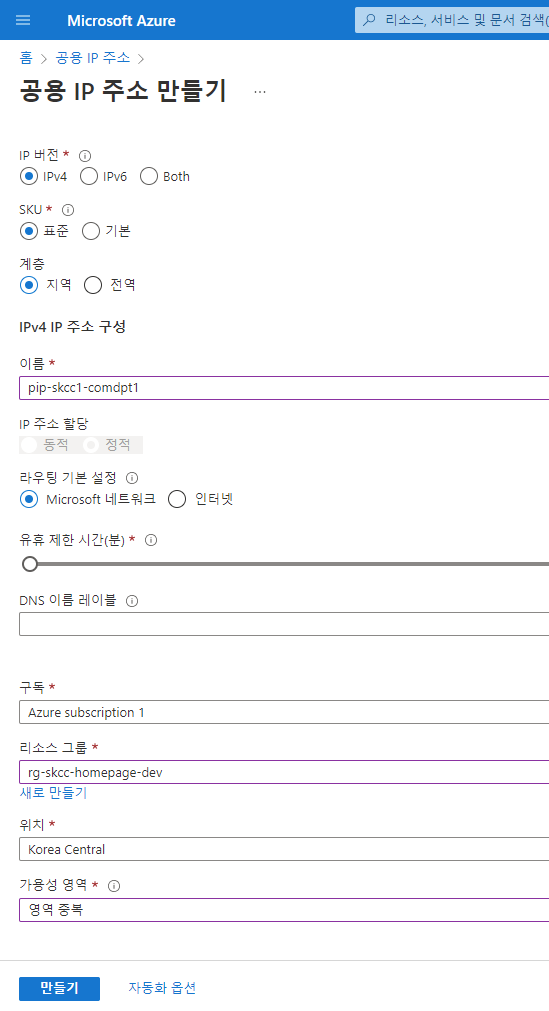 Microsoft Azure
리소스, 서비스 및 문서 검색(
홈 > 공용 IP 주소 >
공용 IP 주소 만들기 ...
IP 버전 *
IPv4 IPv6 Both
SKU *
표준 기본
계층
지역 전역
IPv4 IP 주소 구성
이름 *
pip-skcc1-comdpt1
IP 주소 할당
동적 정적
라우팅 기본 설정
Microsoft 네트워크 인터넷
유휴 제한 시간(분) *
DNS 이름 레이블
구독 *
Azure subscription 1
리소스 그룹 *
rg-skcc-homepage-dev
새로 만들기
위치 *
Korea Central
가용성 영역 *
영역 중복
만들기 자동화 옵션